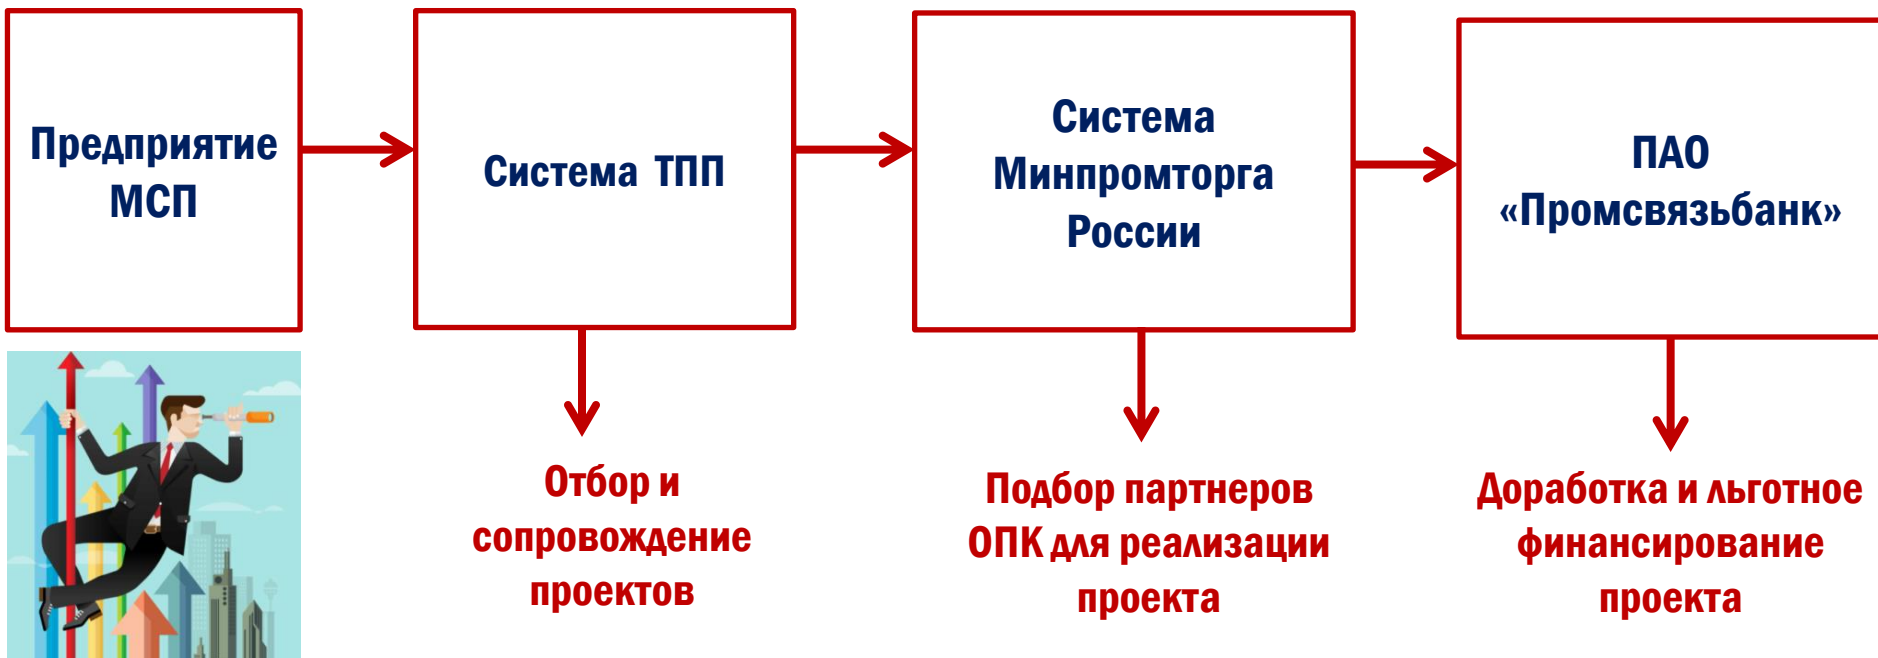 Предприятие
МСП
Система ТПП
Система
Минпромторга
России
ПАО
«Промсвязьбанк»
Отбор и
сопровождение
проектов
Подбор партнеров
ОПК для реализации
проекта
Доработка и льготное
финансирование
проекта